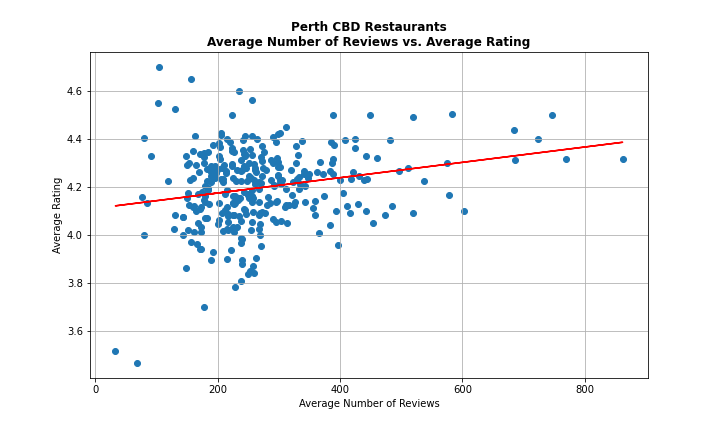 Perth CBD Restaurants
Average Number of Reviews vs. Average Rating
4.6
4.4
4.2
4.0
3.8
3.6
Average Rating
0 200 400 600 800
Average Number of Reviews